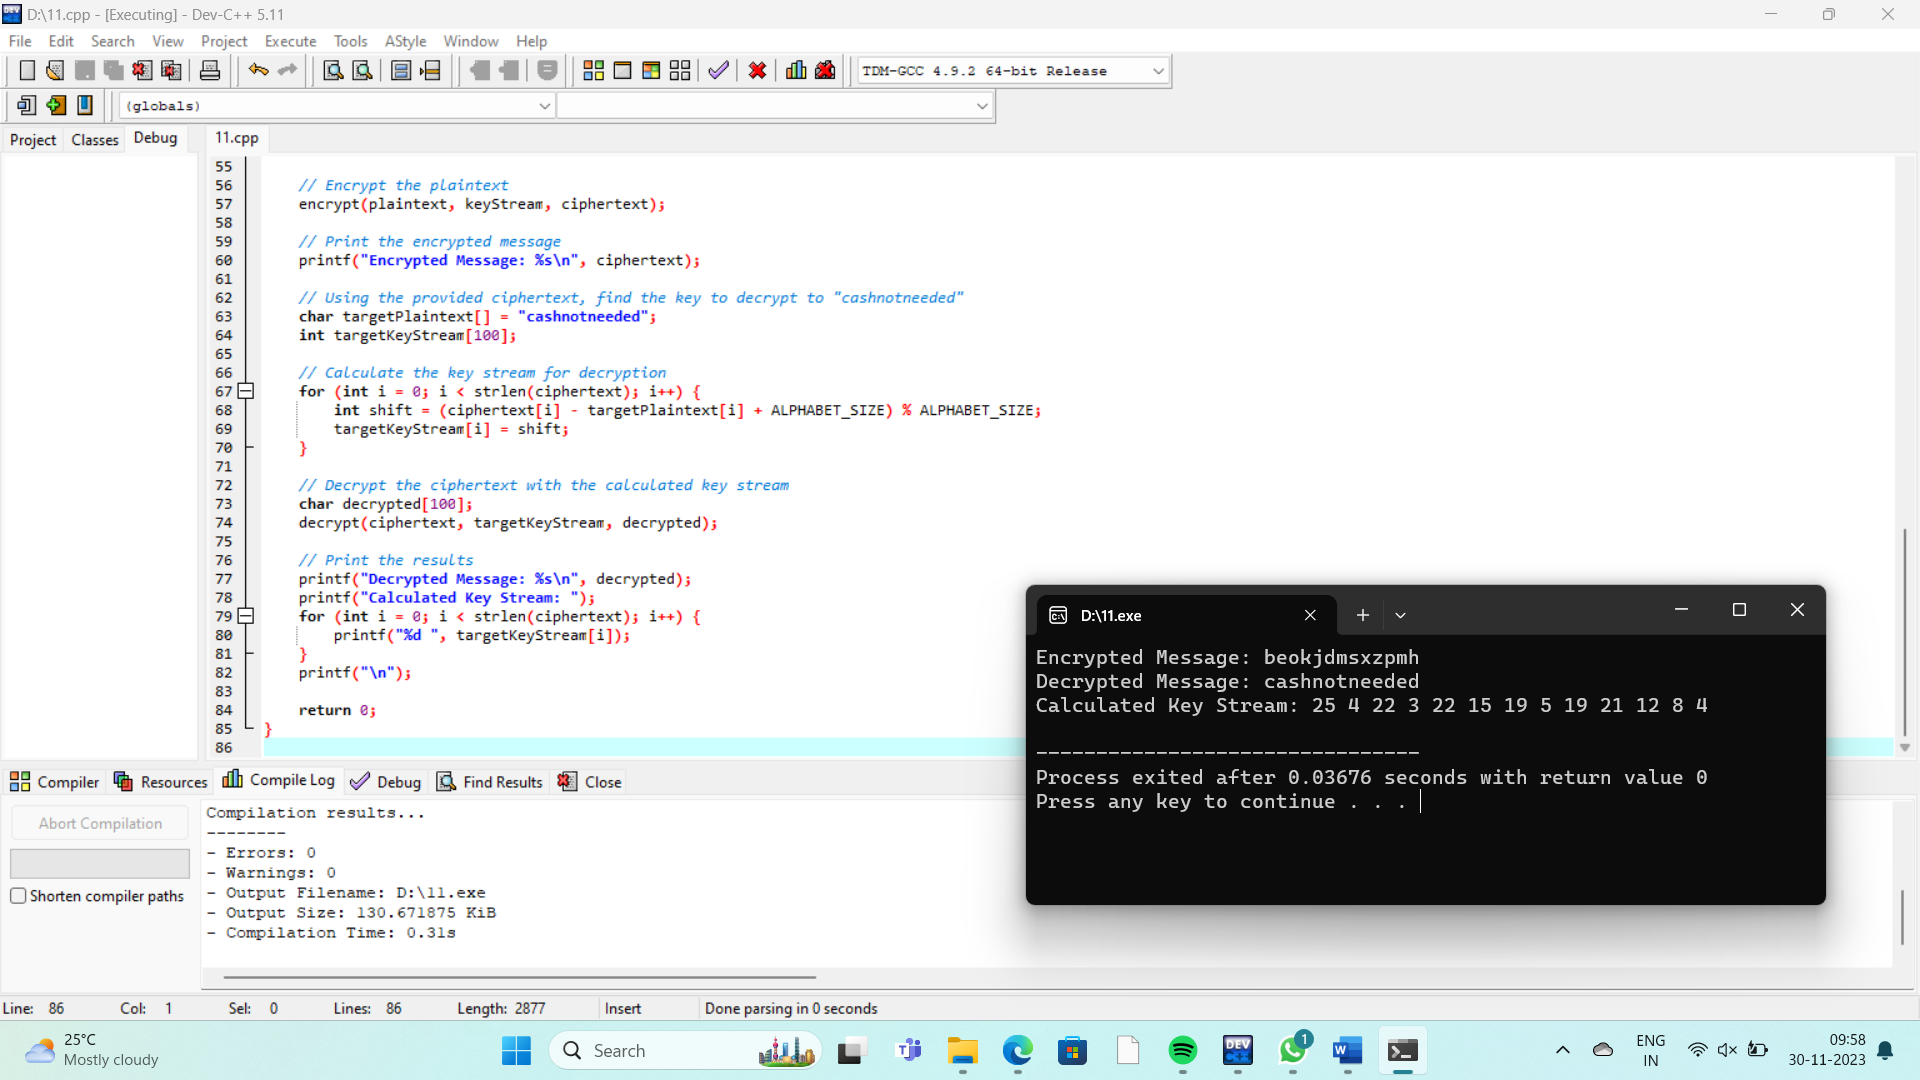 D:\11.cpp - [Executing] - Dev-C++ 5.11
File Edit Search View Project Execute Tools AStyle Window Help
TDM-GCC 4.9.2 64-bit Release
(globals)
Project Classes Debug 11.cpp
55
56 // Encrypt the plaintext
57 encrypt(plaintext, keyStream, ciphertext);
58
59 // Print the encrypted message
60 printf("Encrypted Message: %s\n", ciphertext);
61
62 // Using the provided ciphertext, find the key to decrypt to "cashnotneeded"
63 char targetPlaintext[] = "cashnotneeded";
64 int targetKeyStream[100];
65
66 // Calculate the key stream for decryption
67 for (int i = 0; i < strlen(ciphertext); i++) {
68 int shift = (ciphertext[i] - targetPlaintext[i] + ALPHABET_SIZE) % ALPHABET_SIZE;
69 targetKeyStream[i] = shift;
70 }
71
72 // Decrypt the ciphertext with the calculated key stream
73 char decrypted[100];
74 decrypt(ciphertext, targetKeyStream, decrypted);
75
76 // Print the results
77 printf("Decrypted Message: %s\n", decrypted);
78 printf("Calculated Key Stream: ");
79 for (int i = 0; i < strlen(ciphertext); i++) {
80 printf("%d ", targetKeyStream[i]);
81 }
82 printf("\n");
83
84 return 0;
85 }
86
D:\11.exe
Encrypted Message: beokjdmsxzpmh
Decrypted Message: cashnotneeded
Calculated Key Stream: 25 4 22 3 22 15 19 5 19 21 12 8 4
--------------------------------
Process exited after 0.03676 seconds with return value 0
Press any key to continue . . .
Compiler Resources Compile Log Debug Find Results Close
Abort Compilation
Shorten compiler paths
Compilation results...
--------
- Errors: 0
- Warnings: 0
- Output Filename: D:\11.exe
- Output Size: 130.671875 KiB
- Compilation Time: 0.31s
Line: 86 Col: 1 Sel: 0 Lines: 86 Length: 2877 Insert Done parsing in 0 seconds
25°C
Mostly cloudy
Search
DEV
C++
1
W
ENG
IN
09:58
30-11-2023